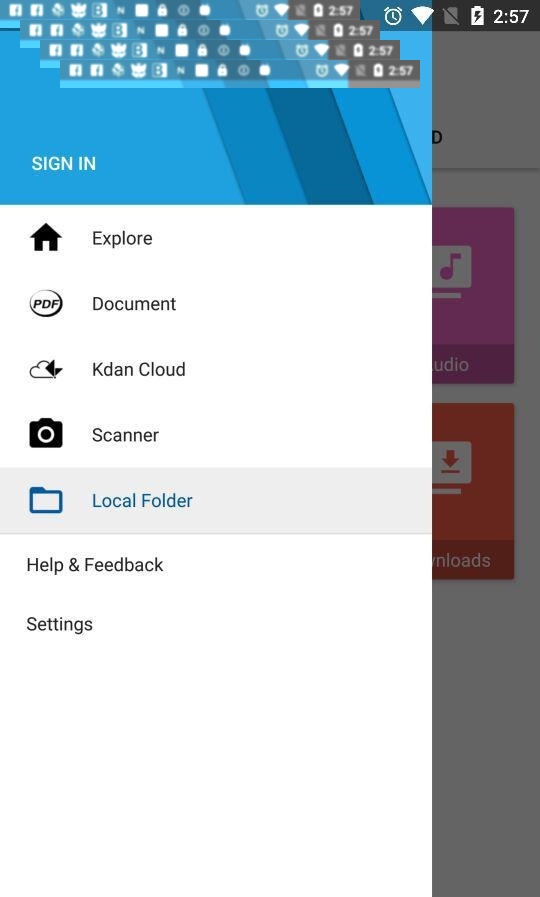 2:57
2:57
2:57
2:57
2:57
D
SIGN IN
Explore
PDF Document
Kdan Cloud
udio
Scanner
Local Folder
nloads
Help & Feedback
Settings